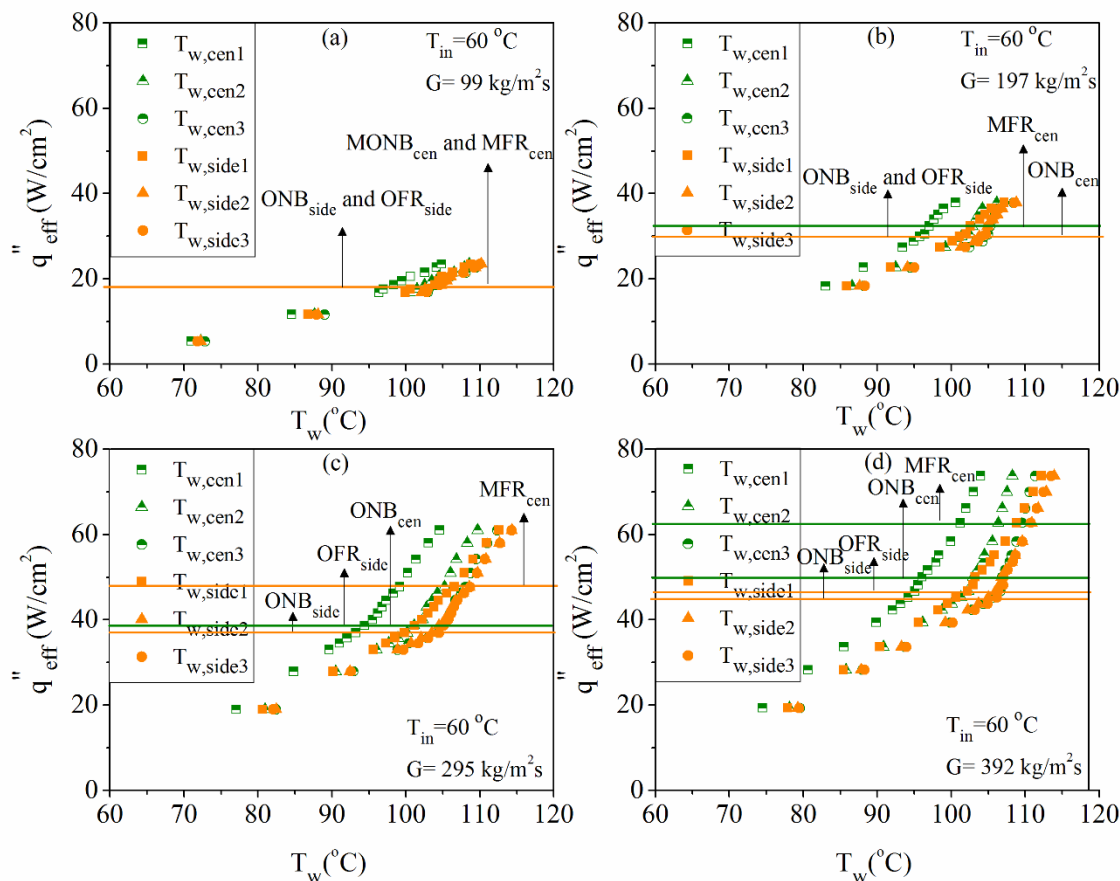 (a)
T_in=60 °C
G= 99 kg/m²s
T_w,cen1
T_w,cen2
T_w,cen3
T_w,side1
T_w,side2
T_w,side3
MONB_cen and MFR_cen
ONB_side and OFR_side
q"_eff (W/cm²)
80
60
40
20
0
60 70 80 90 100 110 120
T_w(°C)
(b)
T_in=60 °C
G= 197 kg/m²s
T_w,cen1
T_w,cen2
T_w,cen3
T_w,side1
T_w,side2
T_w,side3
MFR_cen
ONB_side and OFR_side
ONB_cen
q"_eff (W/cm²)
80
60
40
20
0
60 70 80 90 100 110 120
T_w(°C)
(c)
T_w,cen1
T_w,cen2
T_w,cen3
T_w,side1
T_w,side2
T_w,side3
MFR_cen
ONB_cen
OFR_side
ONB_side
T_in=60 °C
G= 295 kg/m²s
q"_eff (W/cm²)
80
60
40
20
0
60 70 80 90 100 110 120
T_w(°C)
(d)
T_w,cen1
T_w,cen2
T_w,cen3
T_w,side1
T_w,side2
T_w,side3
MFR_cen
ONB_cen
OFR_side
ONB_side
T_in=60 °C
G= 392 kg/m²s
q"_eff (W/cm²)
80
60
40
20
0
60 70 80 90 100 110 120
T_w(°C)